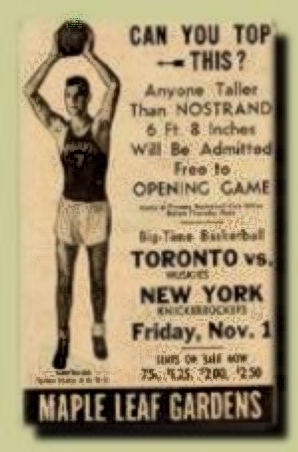 CAN YOU TOP
THIS?
Anyone Taller
Than NOSTRAND
6 Ft. 8 Inches
Will Be Admitted
Free to
OPENING GAME
Big-Time Basketball
TORONTO vs.
HUSKIES
NEW YORK
KNICKERBOCKERS
Friday, Nov. 1
SEATS ON SALE NOW
75c, $1.25, $2.00, $2.50
MAPLE LEAF GARDENS